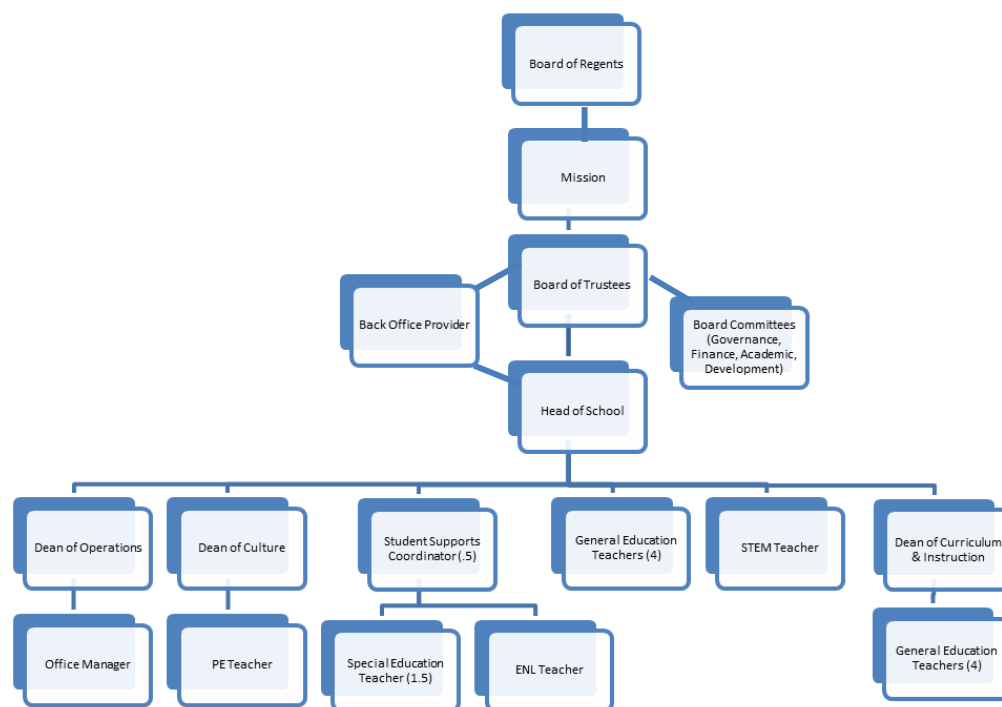 Board of Regents
Mission
Board of Trustees
Back Office Provider
Board Committees
(Governance,
Finance, Academic,
Development)
Head of School
Dean of Operations
Dean of Culture
Student Supports
Coordinator (.5)
General Education
Teachers (4)
STEM Teacher
Dean of Curriculum
& Instruction
Office Manager
PE Teacher
Special Education
Teacher (1.5)
ENL Teacher
General Education
Teachers (4)